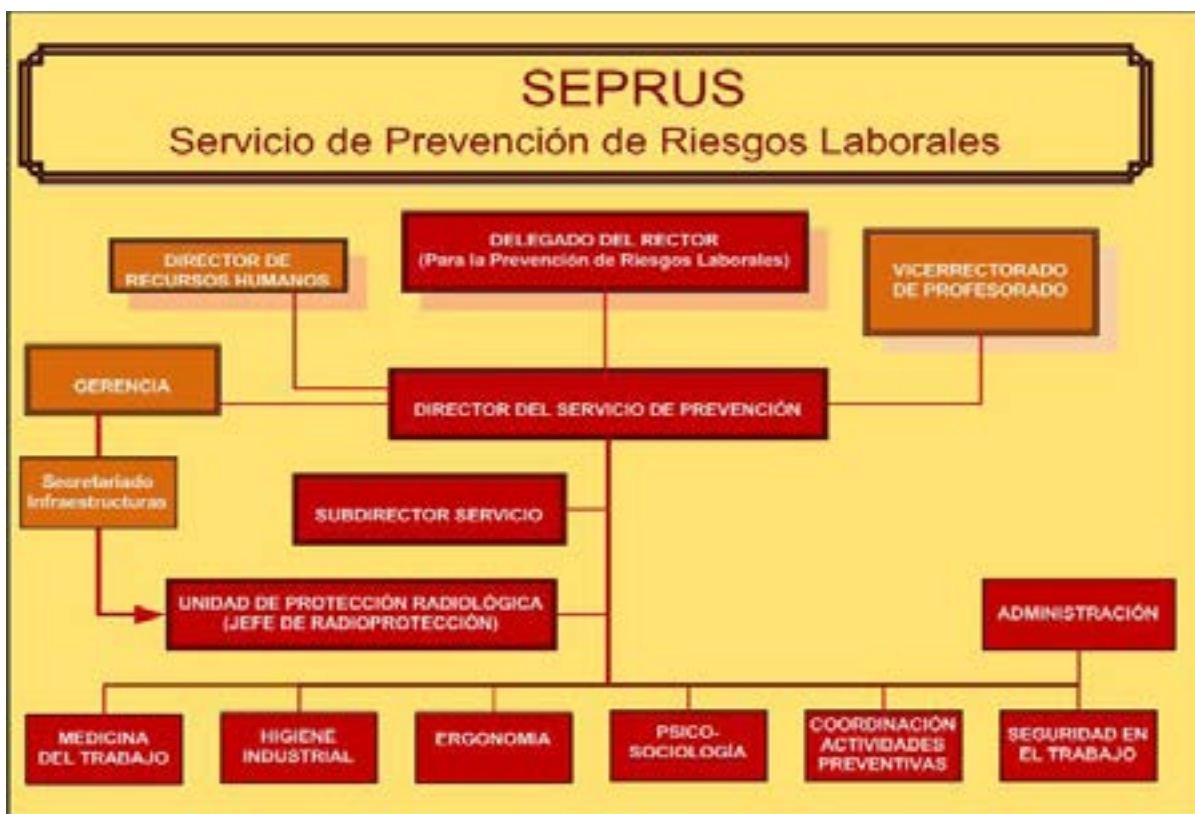 SEPRUS
Servicio de Prevención de Riesgos Laborales
DIRECTOR DE
RECURSOS HUMANOS
DELEGADO DEL RECTOR
(Para la Prevención de Riesgos Laborales)
VICERRECTORADO
DE PROFESORADO
GERENCIA
DIRECTOR DEL SERVICIO DE PREVENCIÓN
Secretariado
Infraestructuras
SUBDIRECTOR SERVICIO
UNIDAD DE PROTECCIÓN RADIOLÓGICA
(JEFE DE RADIOPROTECCIÓN)
ADMINISTRACIÓN
MEDICINA
DEL TRABAJO
HIGIENE
INDUSTRIAL
ERGONOMIA
PSICO-
SOCIOLOGÍA
COORDINACIÓN
ACTIVIDADES
PREVENTIVAS
SEGURIDAD EN
EL TRABAJO